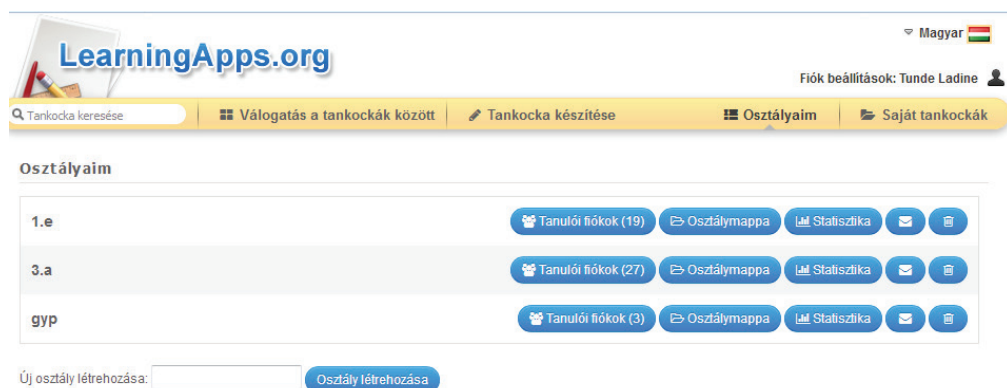 LearningApps.org
Magyar
Fiók beállítások: Tunde Ladine
Tankocka keresése Válogatás a tankockák között Tankocka készítése Osztályaim Saját tankockák
Osztályaim
1.e Tanulói fiókok (19) Osztálymappa Statisztika
3.a Tanulói fiókok (27) Osztálymappa Statisztika
gyp Tanulói fiókok (3) Osztálymappa Statisztika
Új osztály létrehozása: Osztály létrehozása